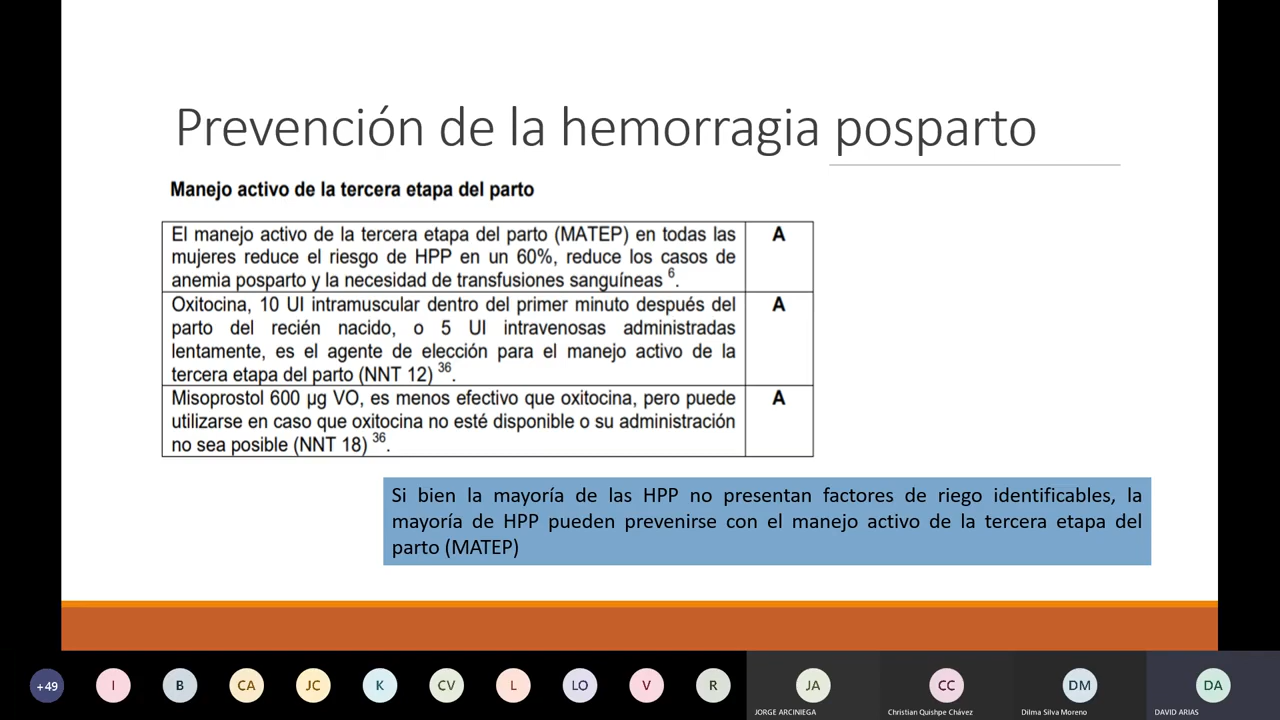 Prevención de la hemorragia posparto
Manejo activo de la tercera etapa del parto
El manejo activo de la tercera etapa del parto (MATEP) en todas las
mujeres reduce el riesgo de HPP en un 60%, reduce los casos de
anemia posparto y la necesidad de transfusiones sanguíneas 6.
A
Oxitocina, 10 UI intramuscular dentro del primer minuto después del
parto del recién nacido, o 5 UI intravenosas administradas
lentamente, es el agente de elección para el manejo activo de la
tercera etapa del parto (NNT 12) 36.
A
Misoprostol 600 µg VO, es menos efectivo que oxitocina, pero puede
utilizarse en caso que oxitocina no esté disponible o su administración
no sea posible (NNT 18) 36.
A
Si bien la mayoría de las HPP no presentan factores de riego identificables, la
mayoría de HPP pueden prevenirse con el manejo activo de la tercera etapa del
parto (MATEP)
+49
I
B
CA
JC
K
CV
L
LO
V
R
JA
CC
DM
DA
JORGE ARCINIEGA
Christian Quishpe Chávez
Dilma Silva Moreno
DAVID ARIAS